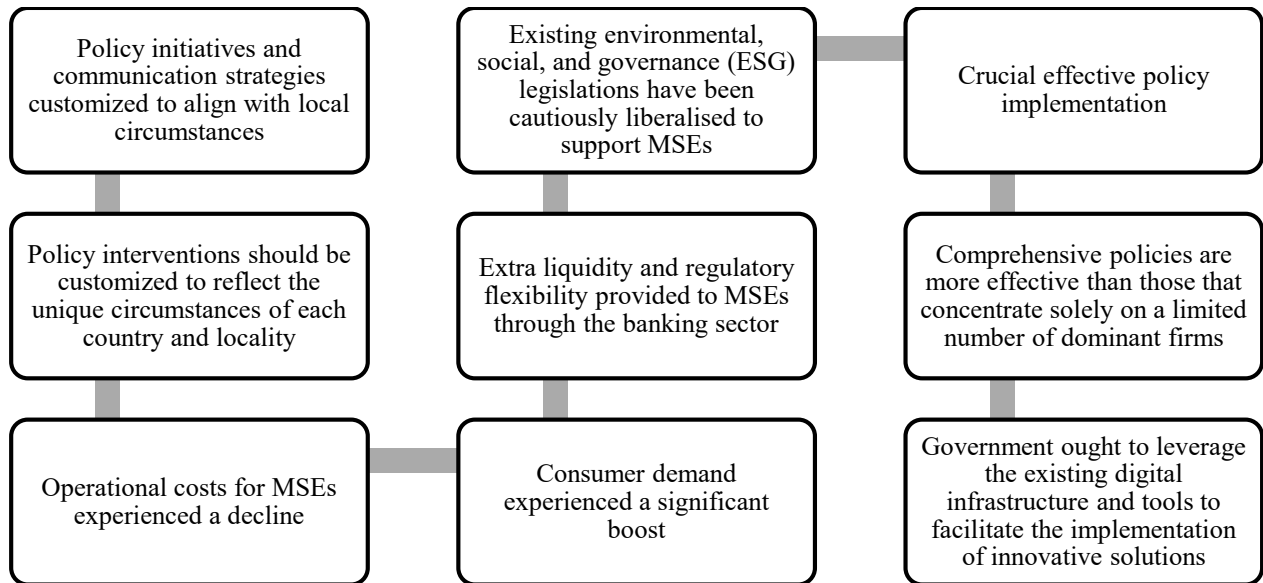 Policy initiatives and
communication strategies
customized to align with local
circumstances
Policy interventions should be
customized to reflect the
unique circumstances of each
country and locality
Operational costs for MSEs
experienced a decline
Consumer demand
experienced a significant
boost
Extra liquidity and regulatory
flexibility provided to MSEs
through the banking sector
Existing environmental,
social, and governance (ESG)
legislations have been
cautiously liberalised to
support MSEs
Crucial effective policy
implementation
Comprehensive policies are
more effective than those that
concentrate solely on a limited
number of dominant firms
Government ought to leverage
the existing digital
infrastructure and tools to
facilitate the implementation
of innovative solutions